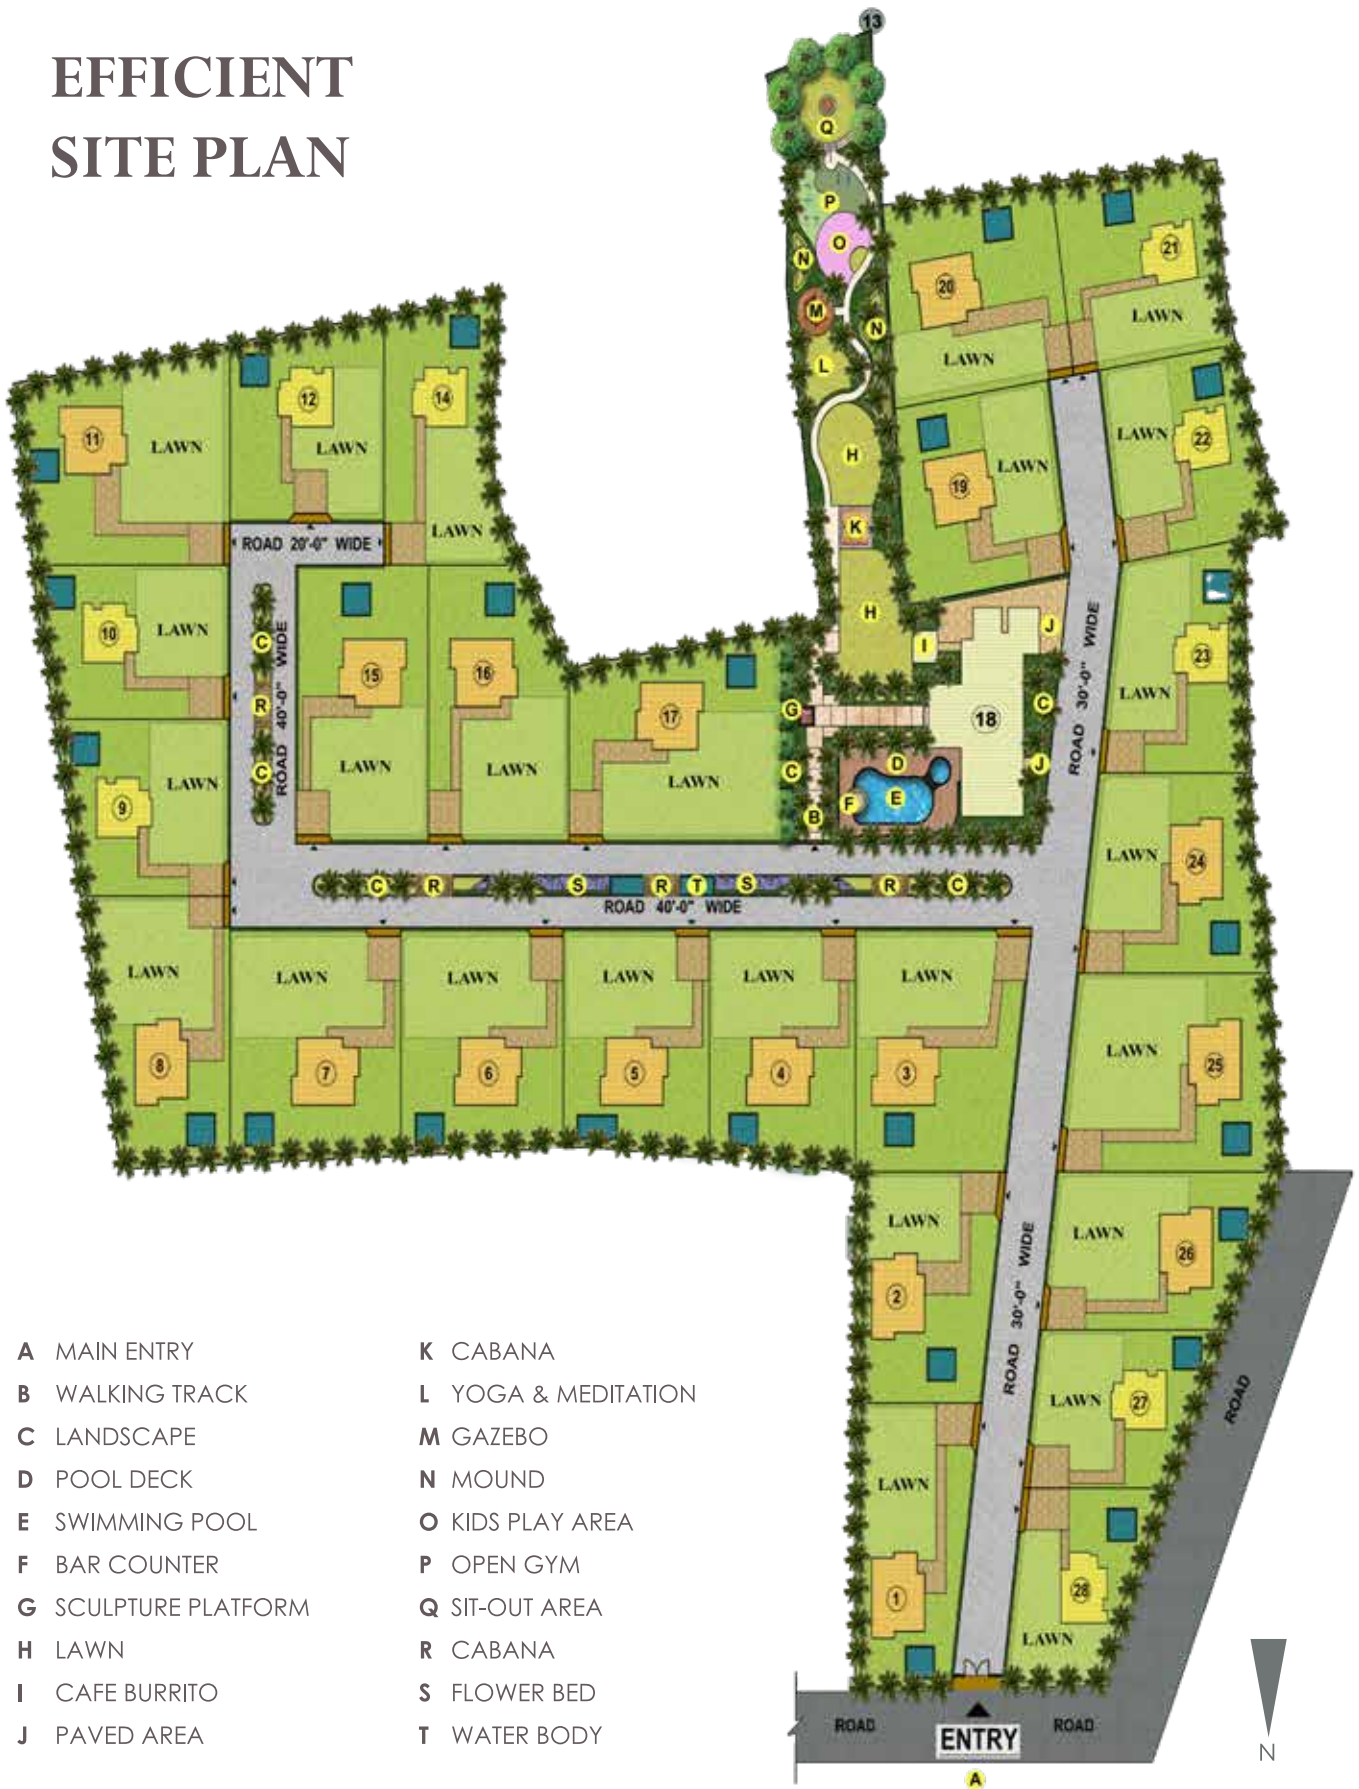 EFFICIENT
SITE PLAN
13
Q
P
O
N
M
N
L
H
K
H
I
J
20
LAWN
21
LAWN
19
LAWN
LAWN
22
11
LAWN
12
LAWN
14
LAWN
ROAD 20'-0" WIDE
10
LAWN
C
R
C
ROAD 40'-0" WIDE
15
LAWN
16
LAWN
17
LAWN
G
C
B
18
C
J
D
E
F
ROAD 30'-0" WIDE
23
LAWN
9
LAWN
LAWN
24
C R S R T S R C
ROAD 40'-0" WIDE
LAWN
8
LAWN
7
LAWN
6
LAWN
5
LAWN
4
LAWN
3
LAWN
25
LAWN
2
LAWN
26
ROAD 30'-0" WIDE
LAWN
27
ROAD
LAWN
1
28
LAWN
ROAD
ENTRY
ROAD
A
N
A MAIN ENTRY
B WALKING TRACK
C LANDSCAPE
D POOL DECK
E SWIMMING POOL
F BAR COUNTER
G SCULPTURE PLATFORM
H LAWN
I CAFE BURRITO
J PAVED AREA
K CABANA
L YOGA & MEDITATION
M GAZEBO
N MOUND
O KIDS PLAY AREA
P OPEN GYM
Q SIT-OUT AREA
R CABANA
S FLOWER BED
T WATER BODY